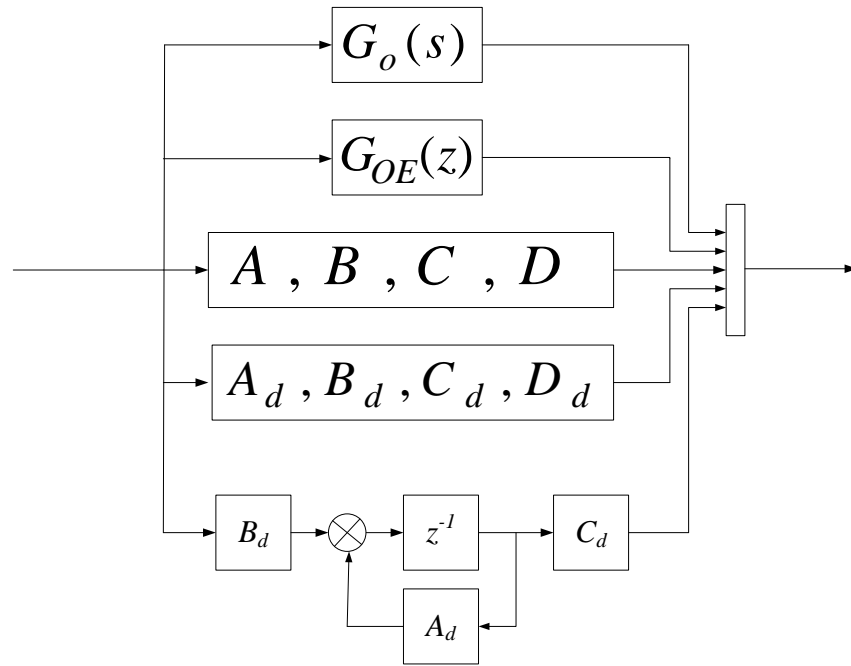 G_o(s)
G_OE(z)
A , B , C , D
A_d , B_d , C_d , D_d
B_d
z^-1
C_d
A_d